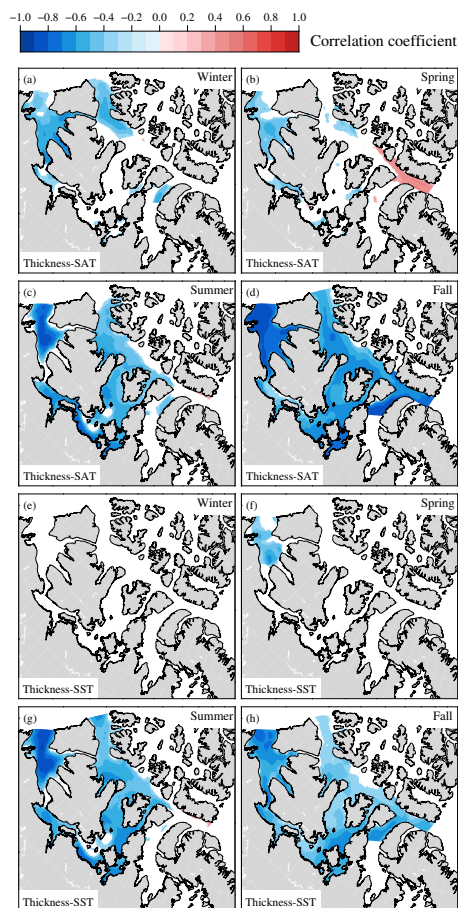 −1.0 −0.8 −0.6 −0.4 −0.2 0.0 0.2 0.4 0.6 0.8 1.0
Correlation coefficient
(a) Winter
Thickness-SAT
(b) Spring
Thickness-SAT
(c) Summer
Thickness-SAT
(d) Fall
Thickness-SAT
(e) Winter
Thickness-SST
(f) Spring
Thickness-SST
(g) Summer
Thickness-SST
(h) Fall
Thickness-SST